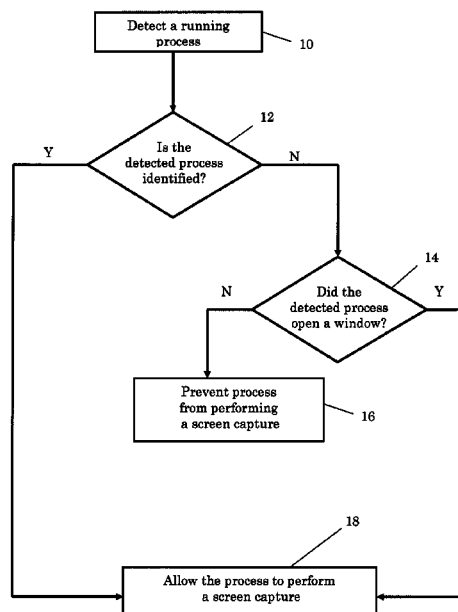 Detect a running
process
10
12
Is the
detected process
identified?
Y
N
14
Did the
detected process
open a window?
N
Y
Prevent process
from performing
a screen capture
16
18
Allow the process to perform
a screen capture